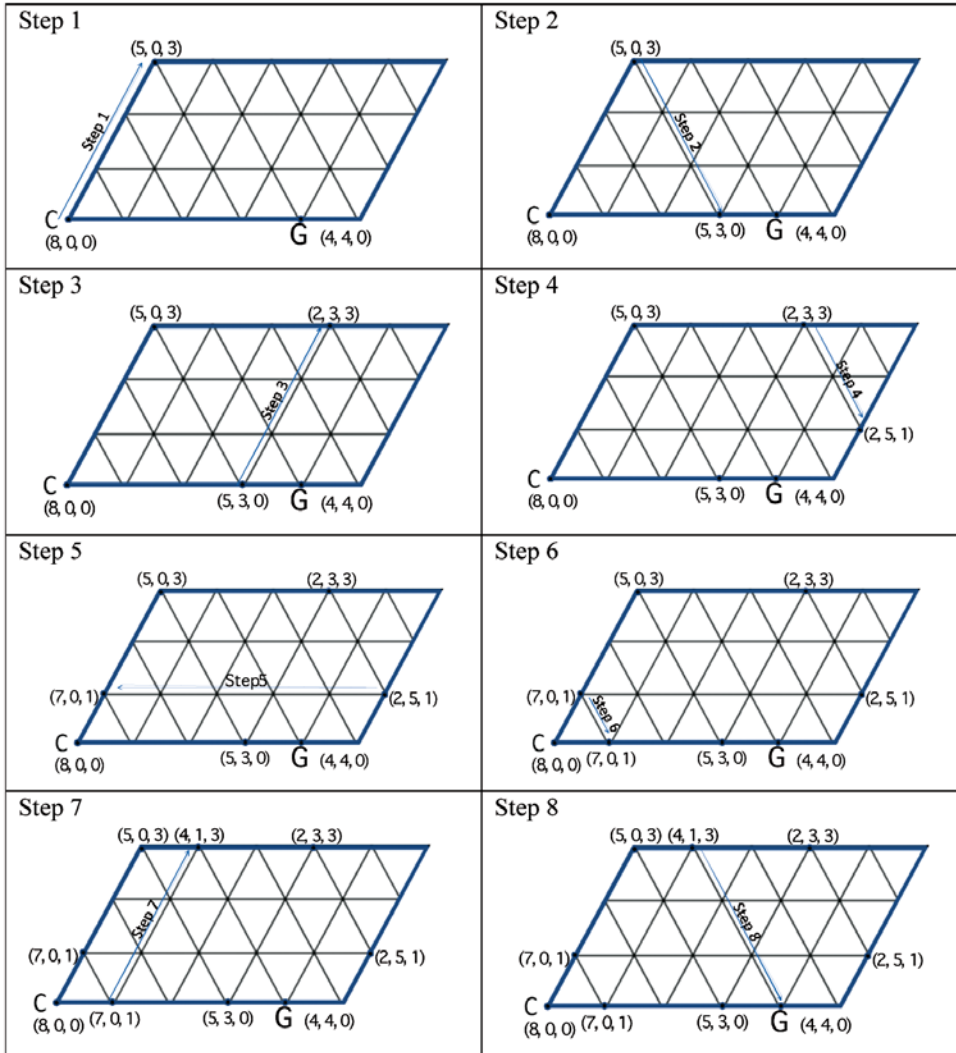 Step 1
(5, 0, 3)
Step 1
C
(8, 0, 0)
G
(4, 4, 0)
Step 2
(5, 0, 3)
Step 2
C
(8, 0, 0)
(5, 3, 0)
G
(4, 4, 0)
Step 3
(5, 0, 3)
(2, 3, 3)
Step 3
C
(8, 0, 0)
(5, 3, 0)
G
(4, 4, 0)
Step 4
(5, 0, 3)
(2, 3, 3)
Step 4
(2, 5, 1)
C
(8, 0, 0)
(5, 3, 0)
G
(4, 4, 0)
Step 5
(5, 0, 3)
(2, 3, 3)
(7, 0, 1)
Step5
(2, 5, 1)
C
(8, 0, 0)
(5, 3, 0)
G
(4, 4, 0)
Step 6
(5, 0, 3)
(2, 3, 3)
(7, 0, 1)
Step 6
(2, 5, 1)
C
(8, 0, 0)
(7, 0, 1)
(5, 3, 0)
G
(4, 4, 0)
Step 7
(5, 0, 3)
(4, 1, 3)
(2, 3, 3)
Step 7
(7, 0, 1)
(2, 5, 1)
C
(8, 0, 0)
(7, 0, 1)
(5, 3, 0)
G
(4, 4, 0)
Step 8
(5, 0, 3)
(4, 1, 3)
(2, 3, 3)
Step 8
(7, 0, 1)
(2, 5, 1)
C
(8, 0, 0)
(7, 0, 1)
(5, 3, 0)
G
(4, 4, 0)